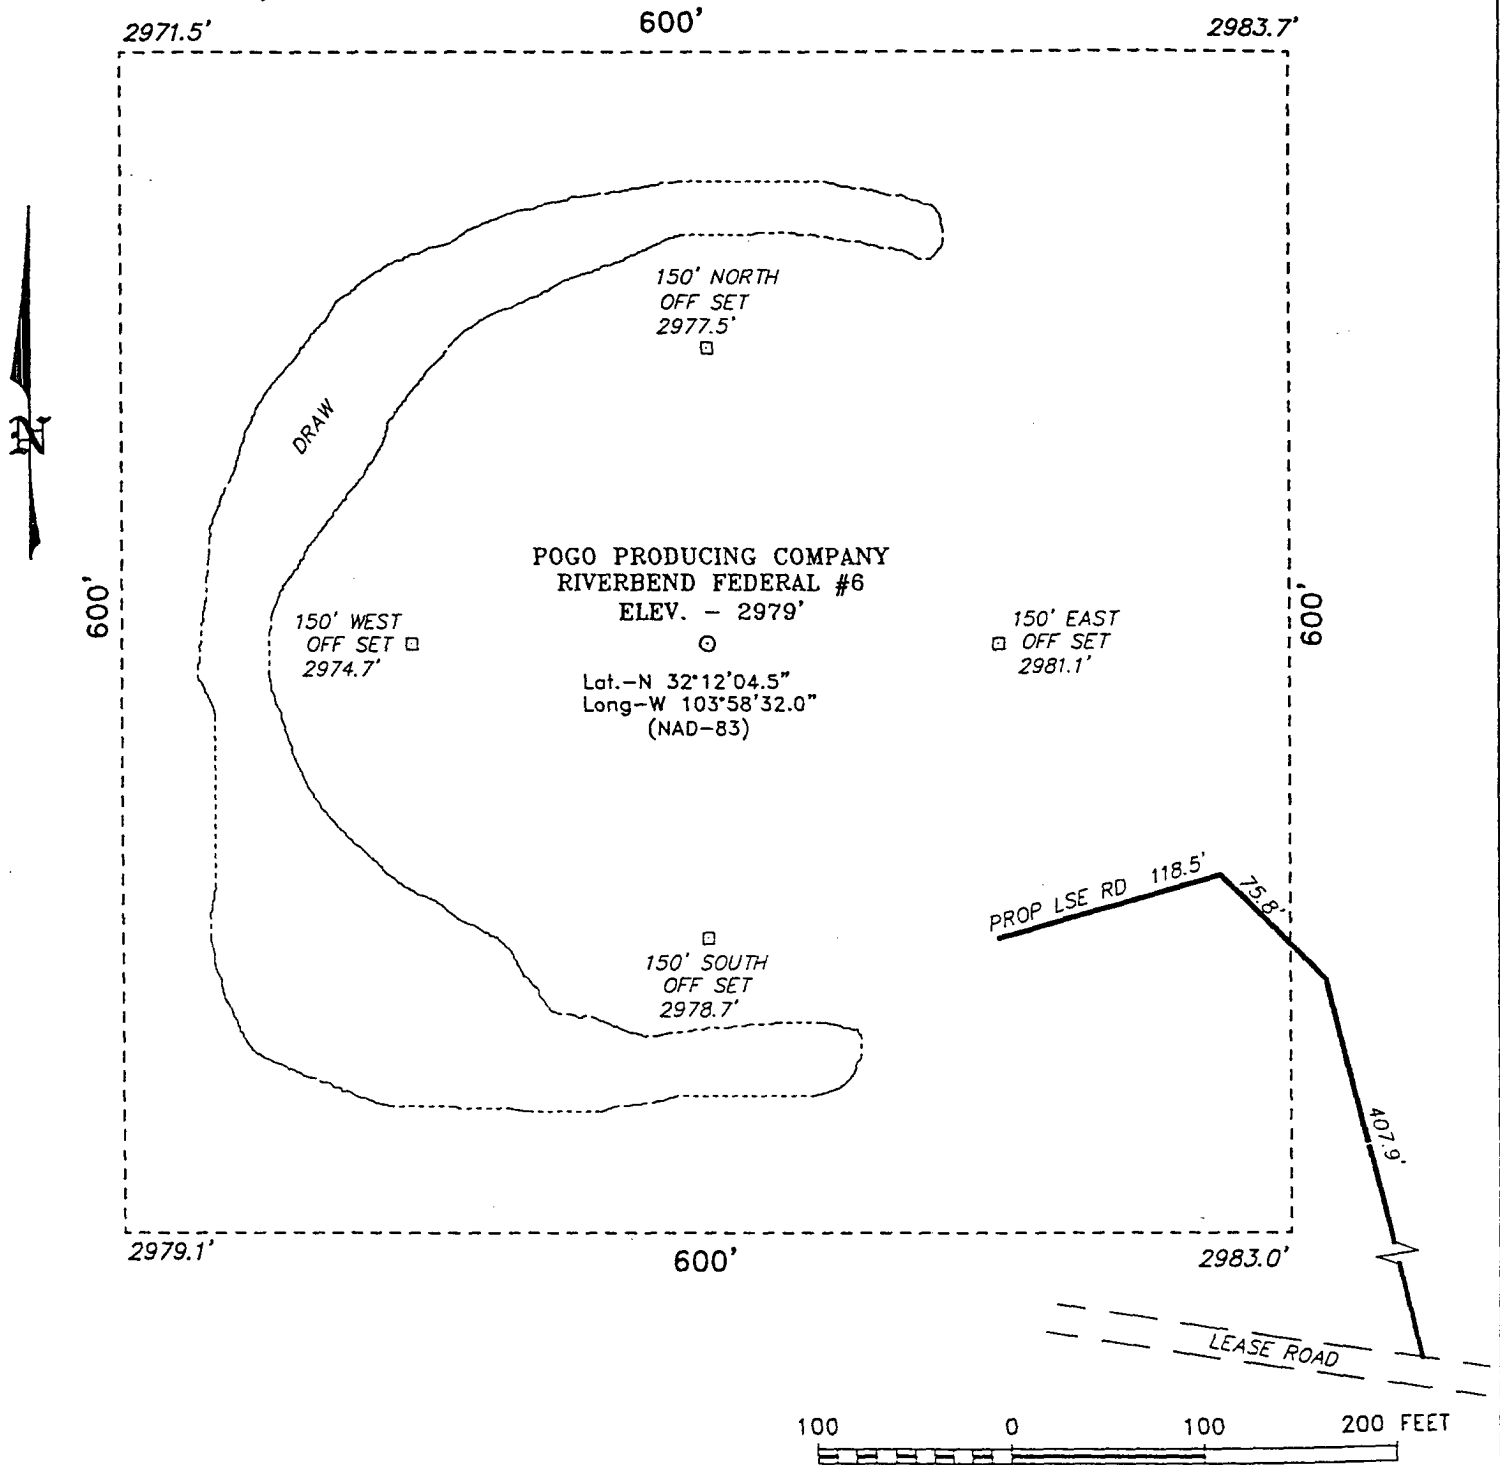 600'
2971.5'
2983.7'
150' NORTH
OFF SET
2977.5'
DRAW
N
POGO PRODUCING COMPANY
RIVERBEND FEDERAL #6
ELEV. - 2979'
600'
600'
150' WEST
OFF SET
2974.7'
150' EAST
OFF SET
2981.1'
Lat.-N 32°12'04.5"
Long-W 103°58'32.0"
(NAD-83)
PROP LSE RD 118.5'
75.8'
150' SOUTH
OFF SET
2978.7'
407.9'
2979.1'
600'
2983.0'
LEASE ROAD
100 0 100 200 FEET